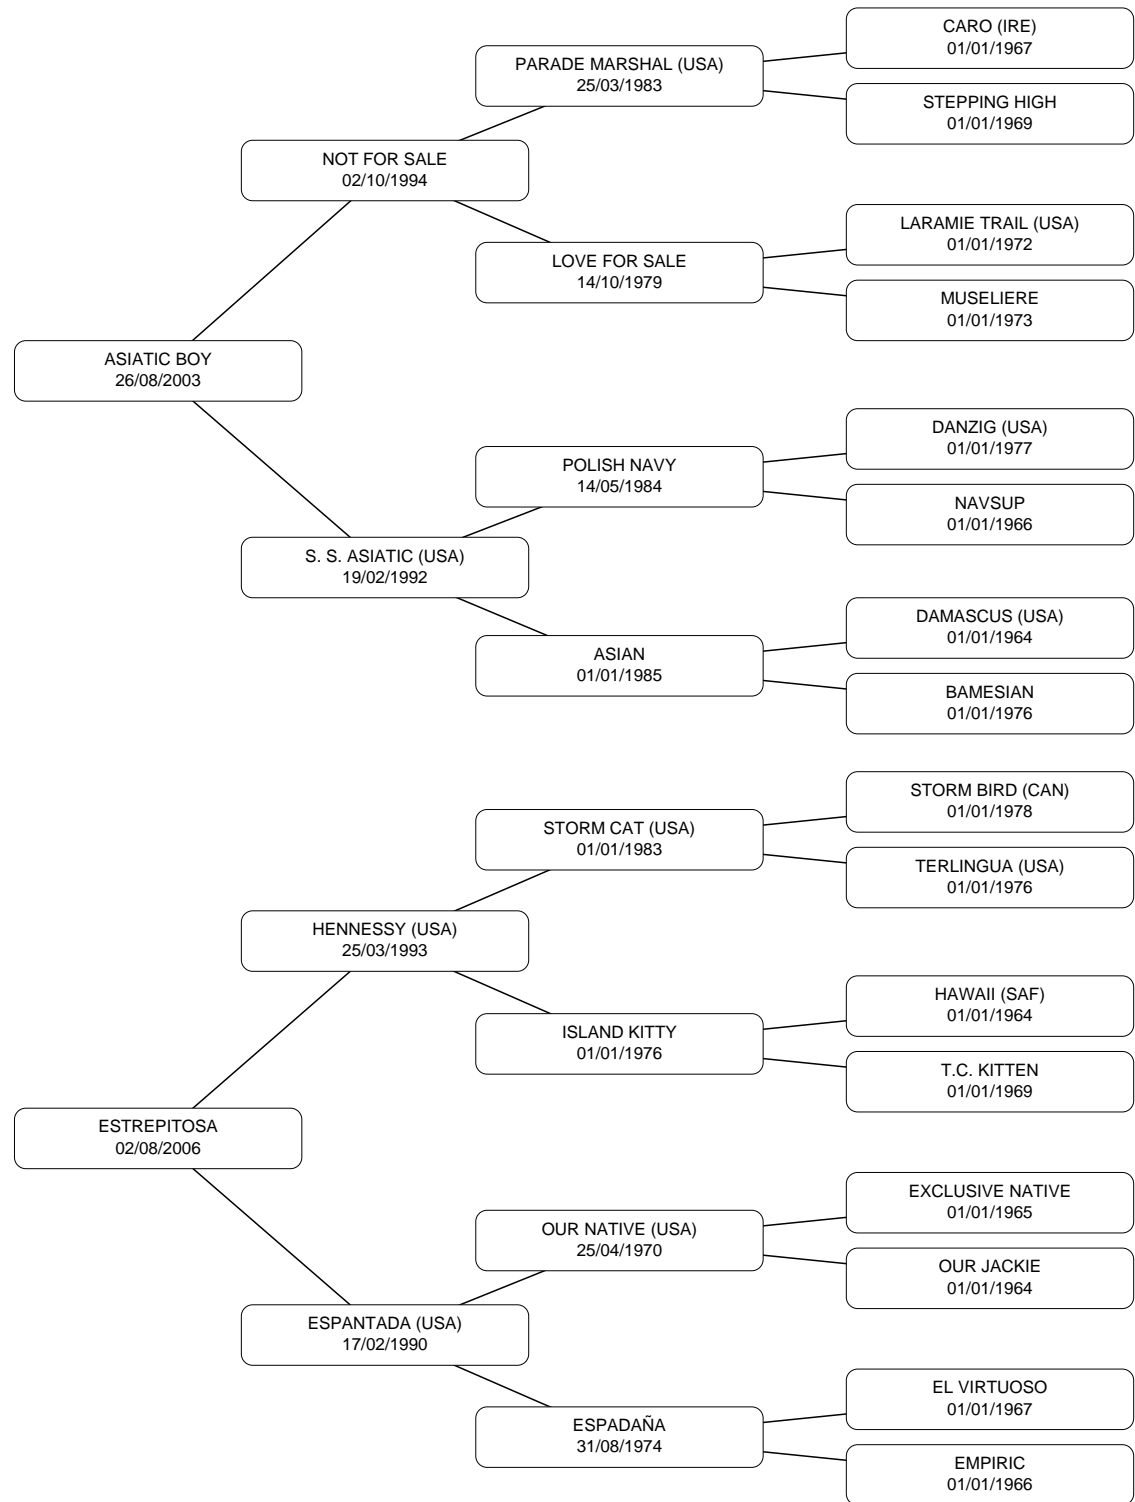 CARO (IRE)
01/01/1967
PARADE MARSHAL (USA)
25/03/1983
STEPPING HIGH
01/01/1969
NOT FOR SALE
02/10/1994
LARAMIE TRAIL (USA)
01/01/1972
LOVE FOR SALE
14/10/1979
MUSELIERE
01/01/1973
ASIATIC BOY
26/08/2003
DANZIG (USA)
01/01/1977
POLISH NAVY
14/05/1984
NAVSUP
01/01/1966
S. S. ASIATIC (USA)
19/02/1992
DAMASCUS (USA)
01/01/1964
ASIAN
01/01/1985
BAMESIAN
01/01/1976
STORM BIRD (CAN)
01/01/1978
STORM CAT (USA)
01/01/1983
TERLINGUA (USA)
01/01/1976
HENNESSY (USA)
25/03/1993
HAWAII (SAF)
01/01/1964
ISLAND KITTY
01/01/1976
T.C. KITTEN
01/01/1969
ESTREPITOSA
02/08/2006
EXCLUSIVE NATIVE
01/01/1965
OUR NATIVE (USA)
25/04/1970
OUR JACKIE
01/01/1964
ESPANTADA (USA)
17/02/1990
EL VIRTUOSO
01/01/1967
ESPADAÑA
31/08/1974
EMPIRIC
01/01/1966